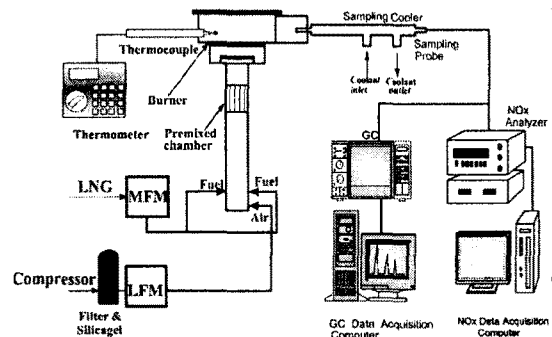 Sampling Cooler
Thermocouple
Sampling
Probe
Coolant
inlet
Coolant
outlet
Burner
Thermometer
Premixed
chamber
GC
NOx
Analyzer
LNG
MFM
Fuel
Fuel
Air
Compressor
LFM
Filter &
Silicagel
GC Data Acquisition
Computer
NOx Data Acquisition
Computer